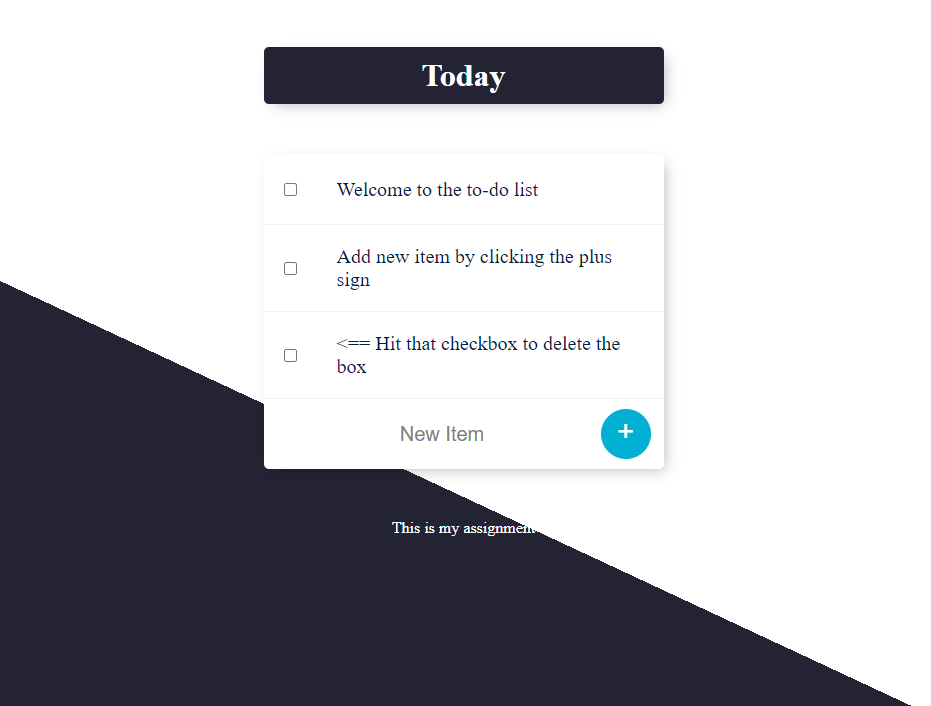 Today
Welcome to the to-do list
Add new item by clicking the plus
sign
<== Hit that checkbox to delete the
box
New Item
+
This is my assignment